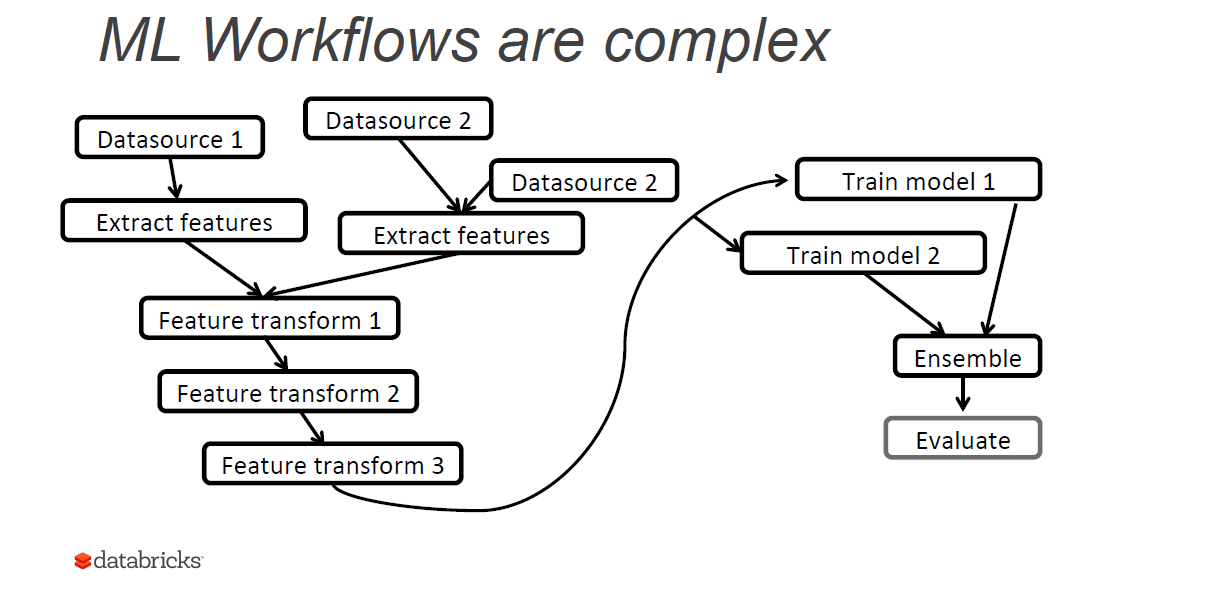 ML Workflows are complex
Datasource 1
Datasource 2
Datasource 2
Extract features
Extract features
Feature transform 1
Feature transform 2
Feature transform 3
Train model 1
Train model 2
Ensemble
Evaluate
databricks